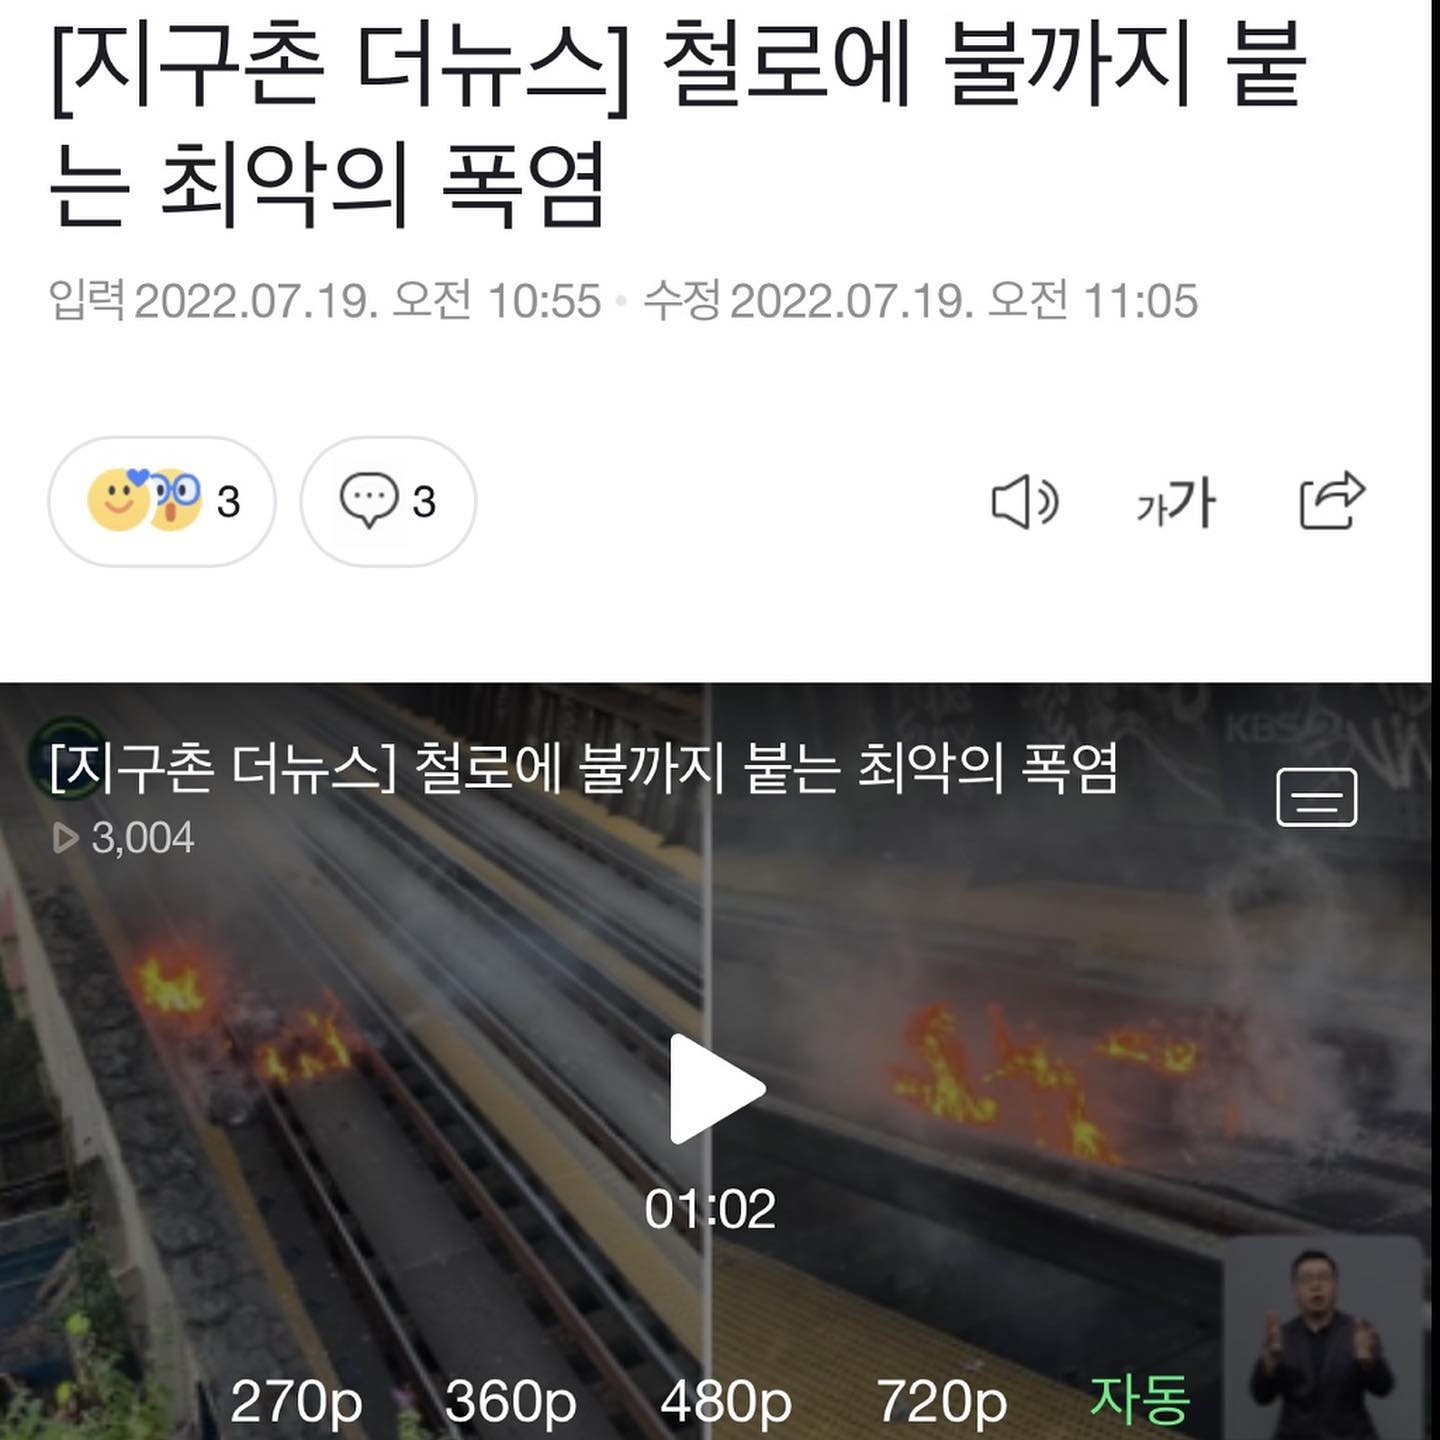 [지구촌 더뉴스] 철로에 불까지 붙
는 최악의 폭염
입력 2022.07.19. 오전 10:55 · 수정 2022.07.19. 오전 11:05
3
3
가가
[지구촌 더뉴스] 철로에 불까지 붙는 최악의 폭염
KBS 2
3,004
01:02
270p 360p 480p 720p 자동